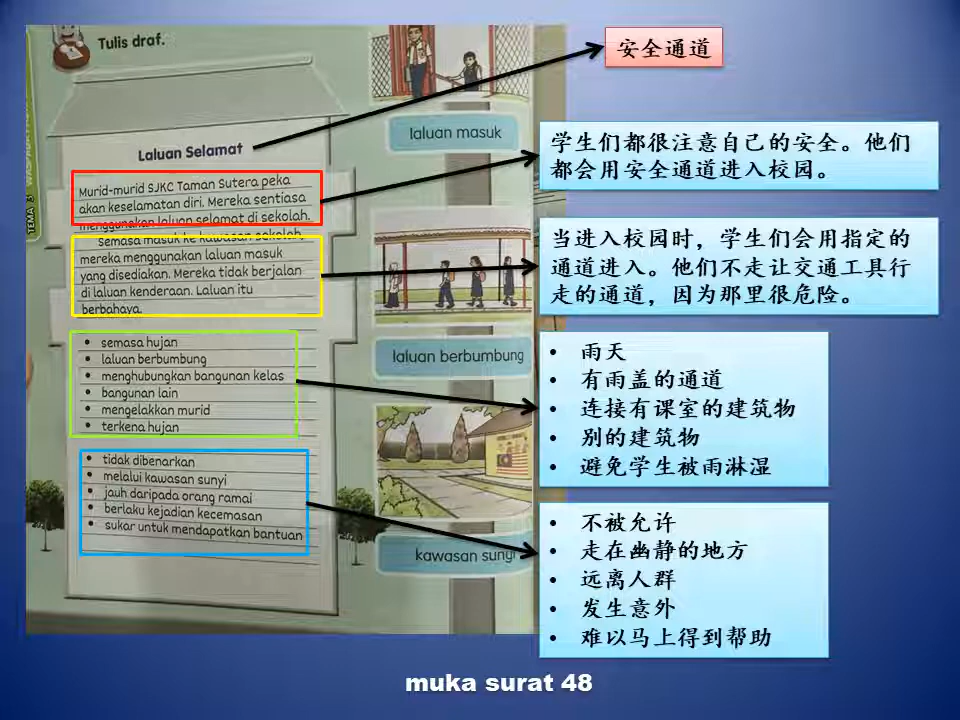 Tulis draf.
安全通道
laluan masuk
Laluan Selamat
Murid-murid SJKC Taman Sutera peka
akan keselamatan diri. Mereka sentiasa
menggunakan laluan selamat di sekolah.
学生们都很注意自己的安全。他们
都会用安全通道进入校园。
Semasa masuk ke kawasan sekolah,
mereka menggunakan laluan masuk
yang disediakan. Mereka tidak berjalan
di laluan kenderaan. Laluan itu
berbahaya.
当进入校园时，学生们会用指定的
通道进入。他们不走让交通工具行
走的通道，因为那里很危险。
laluan berbumbung
• semasa hujan
• laluan berbumbung
• menghubungkan bangunan kelas
• bangunan lain
• mengelakkan murid
• terkena hujan
• 雨天
• 有雨盖的通道
• 连接有课室的建筑物
• 别的建筑物
• 避免学生被雨淋湿
• tidak dibenarkan
• melalui kawasan sunyi
• jauh daripada orang ramai
• berlaku kejadian kecemasan
• sukar untuk mendapatkan bantuan
kawasan sunyi
• 不被允许
• 走在幽静的地方
• 远离人群
• 发生意外
• 难以马上得到帮助
TEMA 3
muka surat 48